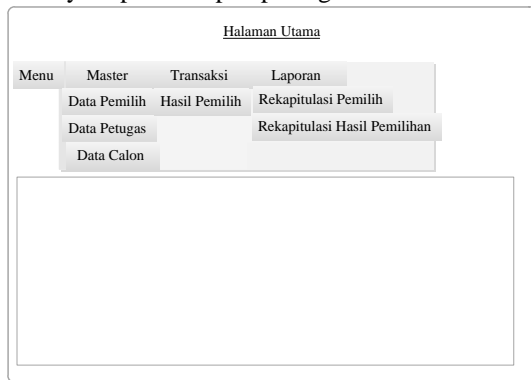 Halaman Utama
Menu Master Transaksi Laporan
Data Pemilih Hasil Pemilih Rekapitulasi Pemilih
Data Petugas Rekapitulasi Hasil Pemilihan
Data Calon